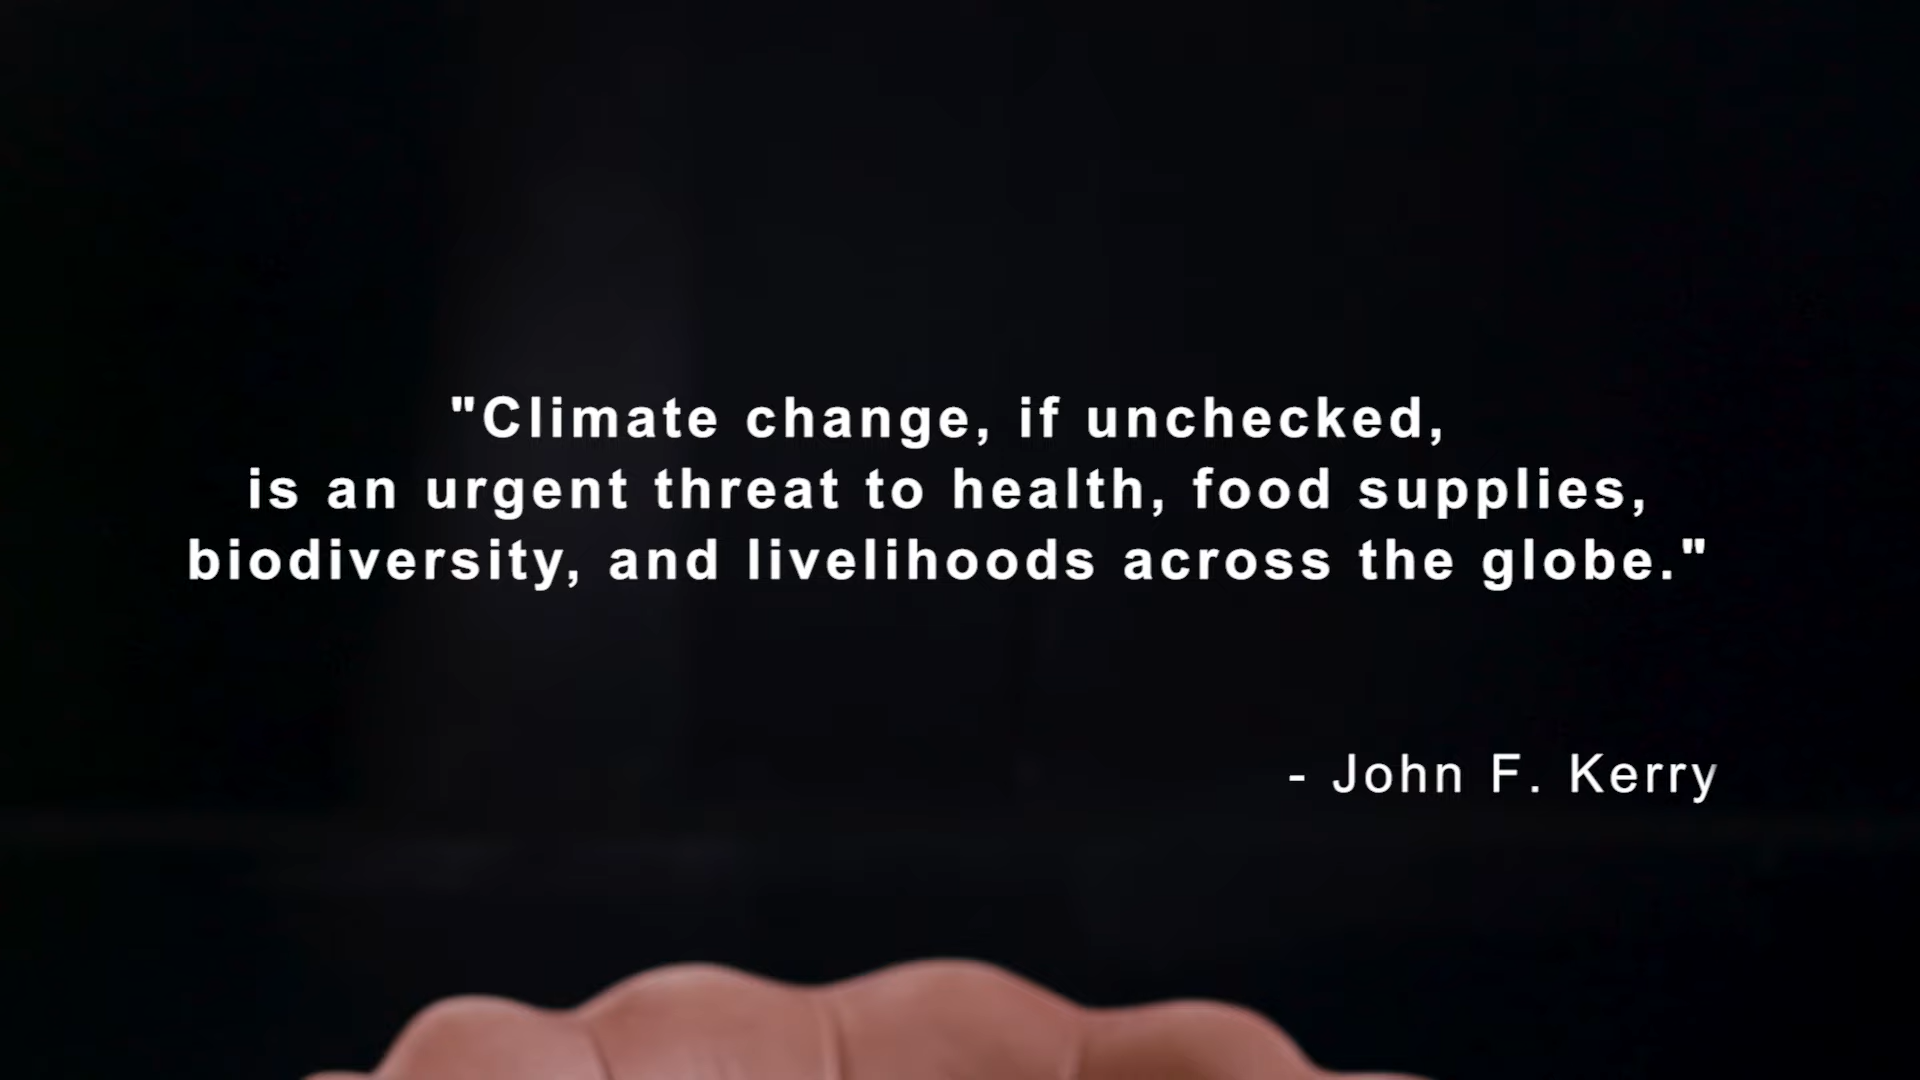 "Climate change, if unchecked,
is an urgent threat to health, food supplies,
biodiversity, and livelihoods across the globe."
- John F. Kerry